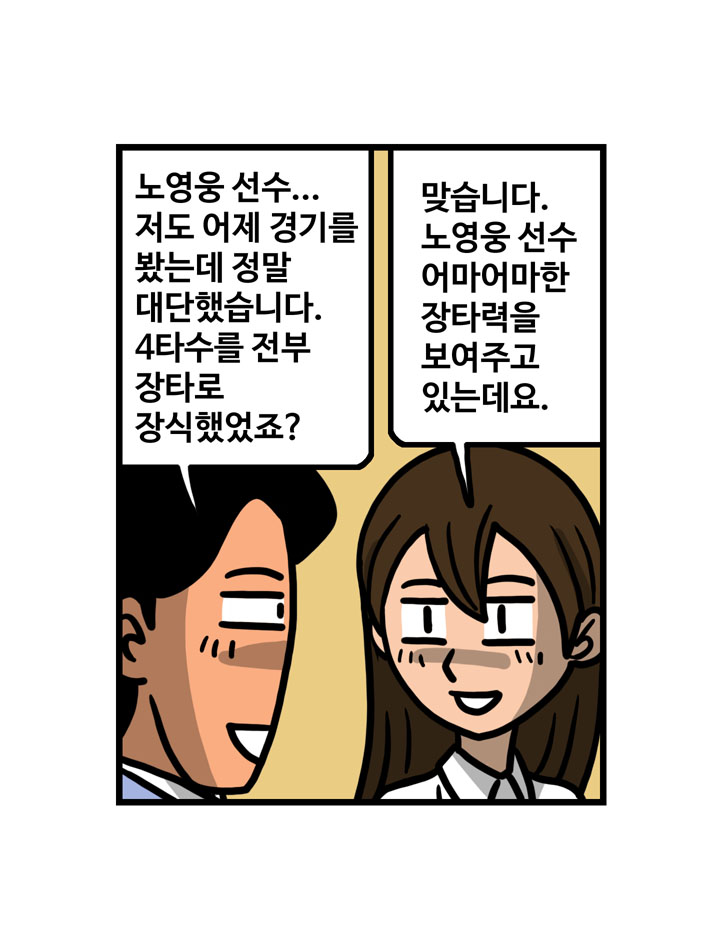 노영웅 선수...
저도 어제 경기를
봤는데 정말
대단했습니다.
4타수를 전부
장타로
장식했었죠?
맞습니다.
노영웅 선수
어마어마한
장타력을
보여주고
있는데요.